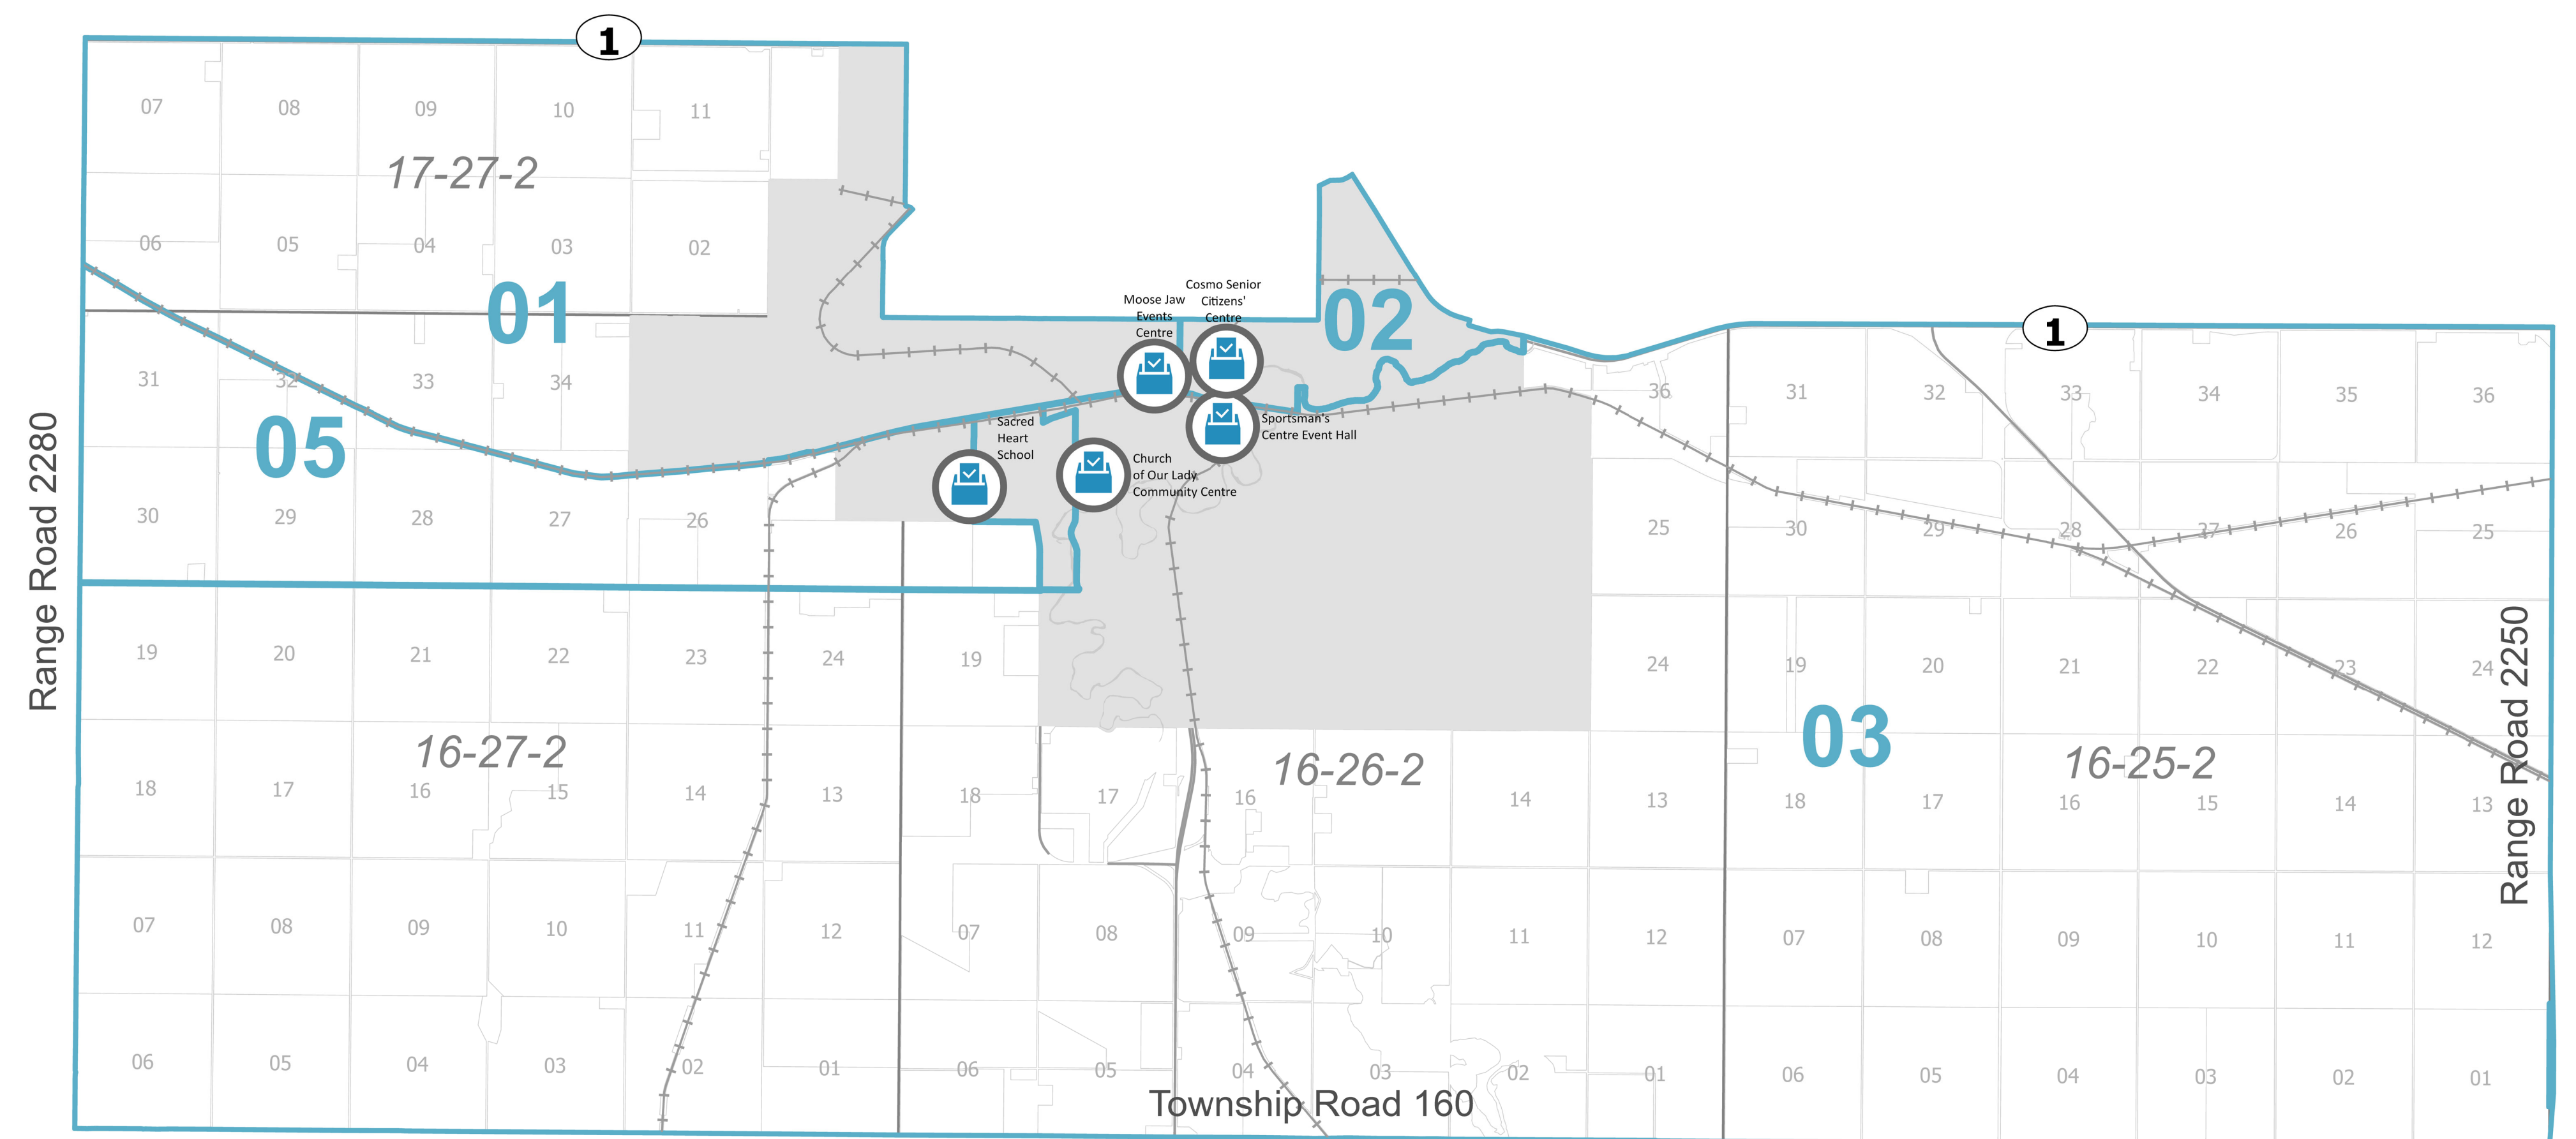 1
07 08 09 10 11
17-27-2
06 05 04 03 02
01
02
Cosmo Senior
Citizens'
Centre
Moose Jaw
Events
Centre
1
31 32 33 34
36 31 32 33 34 35 36
05
Sacred
Heart
School
Sportsman's
Centre Event Hall
Church
of Our Lady
Community Centre
Range Road 2280
30 29 28 27 26
25 30 29 28 27 26 25
19 20 21 22 23 24 19
24 19 20 21 22 23 24
03
16-27-2
16-26-2
16-25-2
Range Road 2250
18 17 16 15 14 13 18 17 16 14 13 18 17 16 15 14 13
07 08 09 10 11 12 07 08 09 10 11 12 07 08 09 10 11 12
06 05 04 03 02 01 06 05 04 03 02 01 06 05 04 03 02 01
Township Road 160